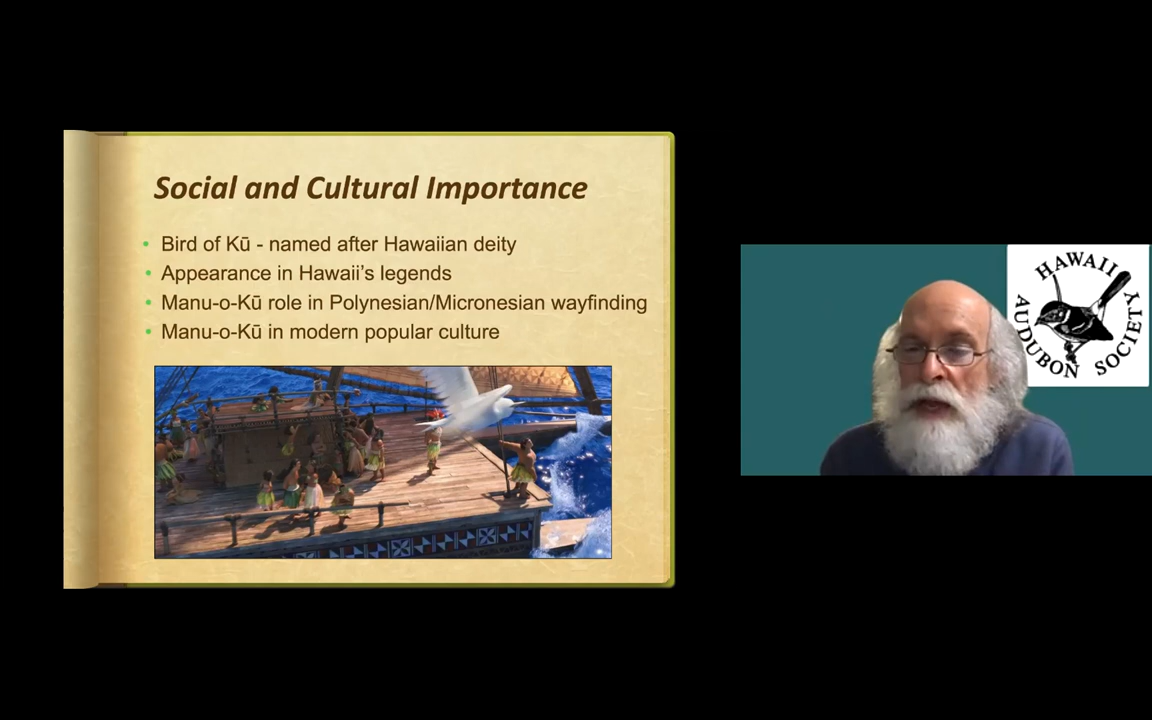 Social and Cultural Importance
• Bird of Kū - named after Hawaiian deity
• Appearance in Hawaii's legends
• Manu-o-Kū role in Polynesian/Micronesian wayfinding
• Manu-o-Kū in modern popular culture
HAWAII
AUDUBON SOCIETY